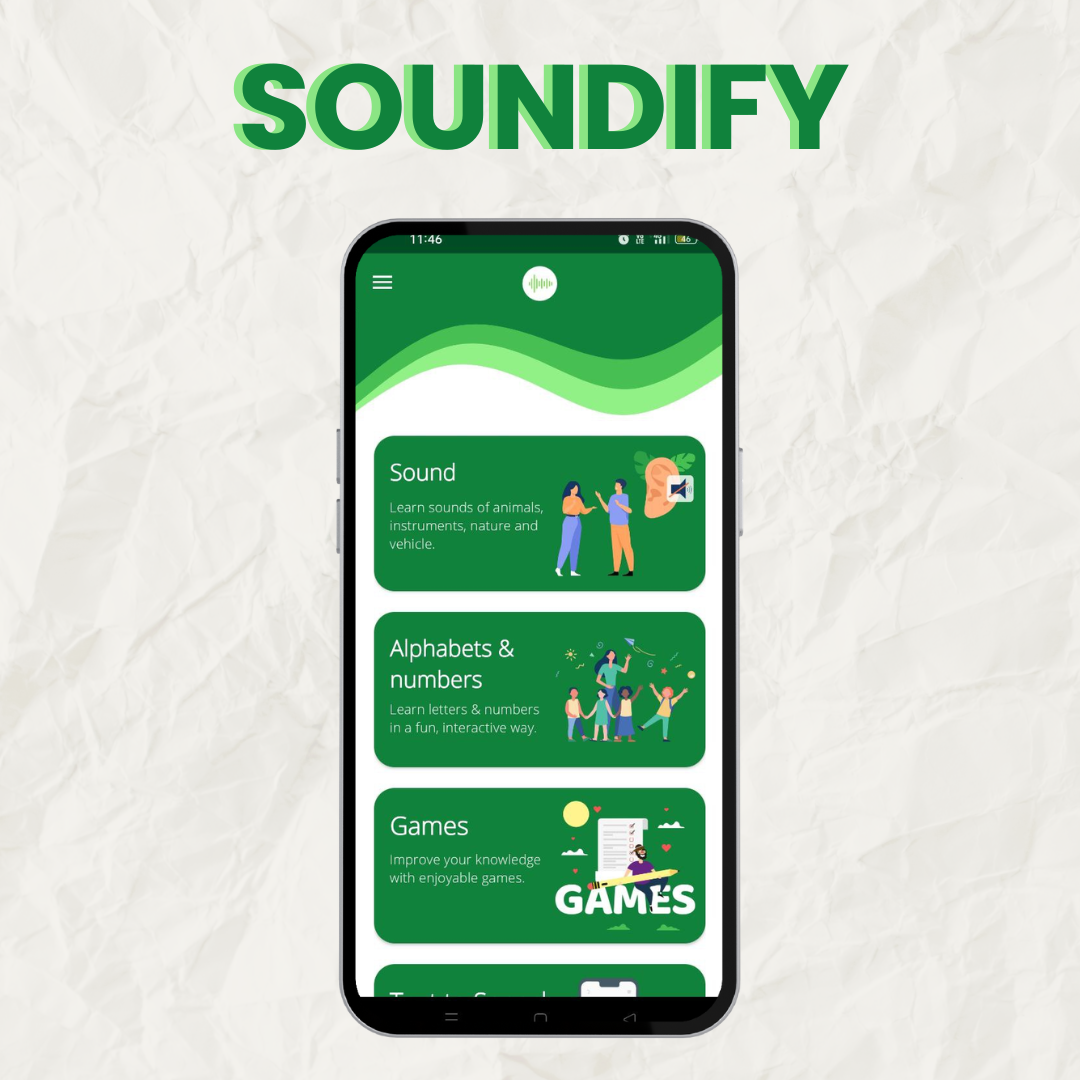 SOUNDIFY
11:46
46
Sound
Learn sounds of animals,
instruments, nature and
vehicle.
Alphabets &
numbers
Learn letters & numbers
in a fun, interactive way.
Games
Improve your knowledge
with enjoyable games.
GAMES